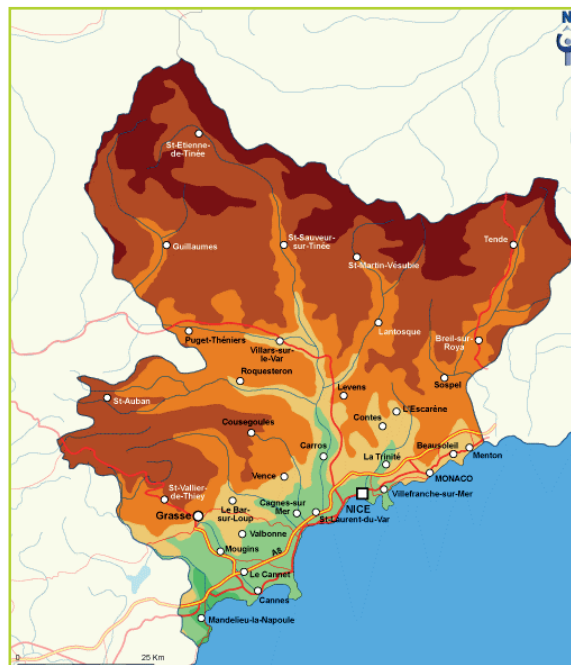 N
St-Etienne-
de-Tinée
Guillaumes
St-Sauveur-
sur-Tinée
St-Martin-Vésubie
Tende
Lantosque
Puget-Théniers
Villars-sur-
le-Var
Breil-sur-
Roya
Roquesteron
Sospel
St-Auban
Levens
L'Escarène
Contes
Cousegoules
Carros
Beausoleil
La Trinité
Menton
Vence
MONACO
St-Vallier-
de-Thiey
Villefranche-sur-Mer
NICE
Le Bar-
sur-Loup
Cagnes-sur
Mer
St-Laurent-du-Var
Grasse
Valbonne
Mougins
A8
Le Cannet
Cannes
Mandelieu-la-Napoule
0 25 Km